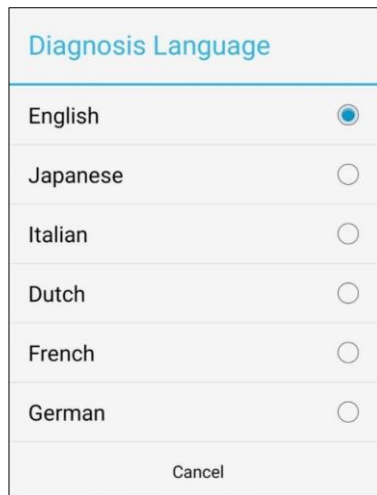 Diagnosis Language
English
Japanese
Italian
Dutch
French
German
Cancel